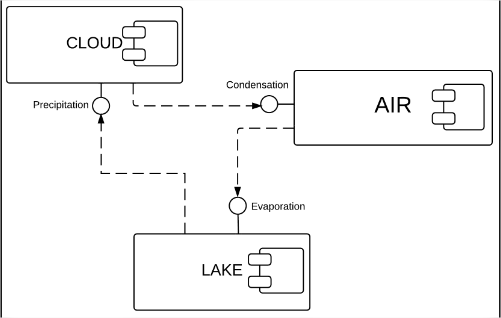 CLOUD
Condensation
Precipitation
AIR
Evaporation
LAKE